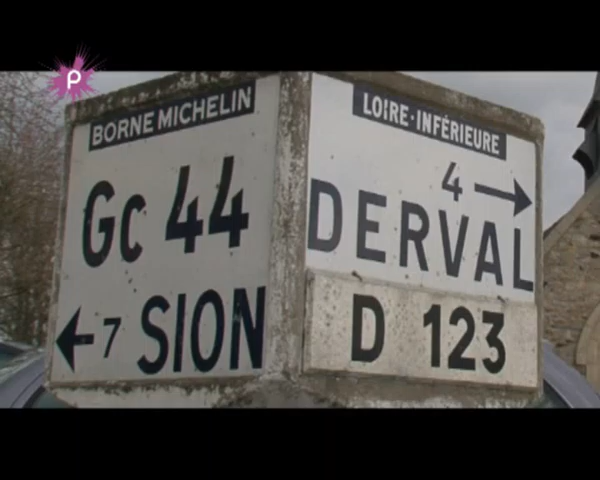 P
BORNE MICHELIN
Gc 44
← 7 SION
LOIRE-INFÉRIEURE
4 →
DERVAL
D 123